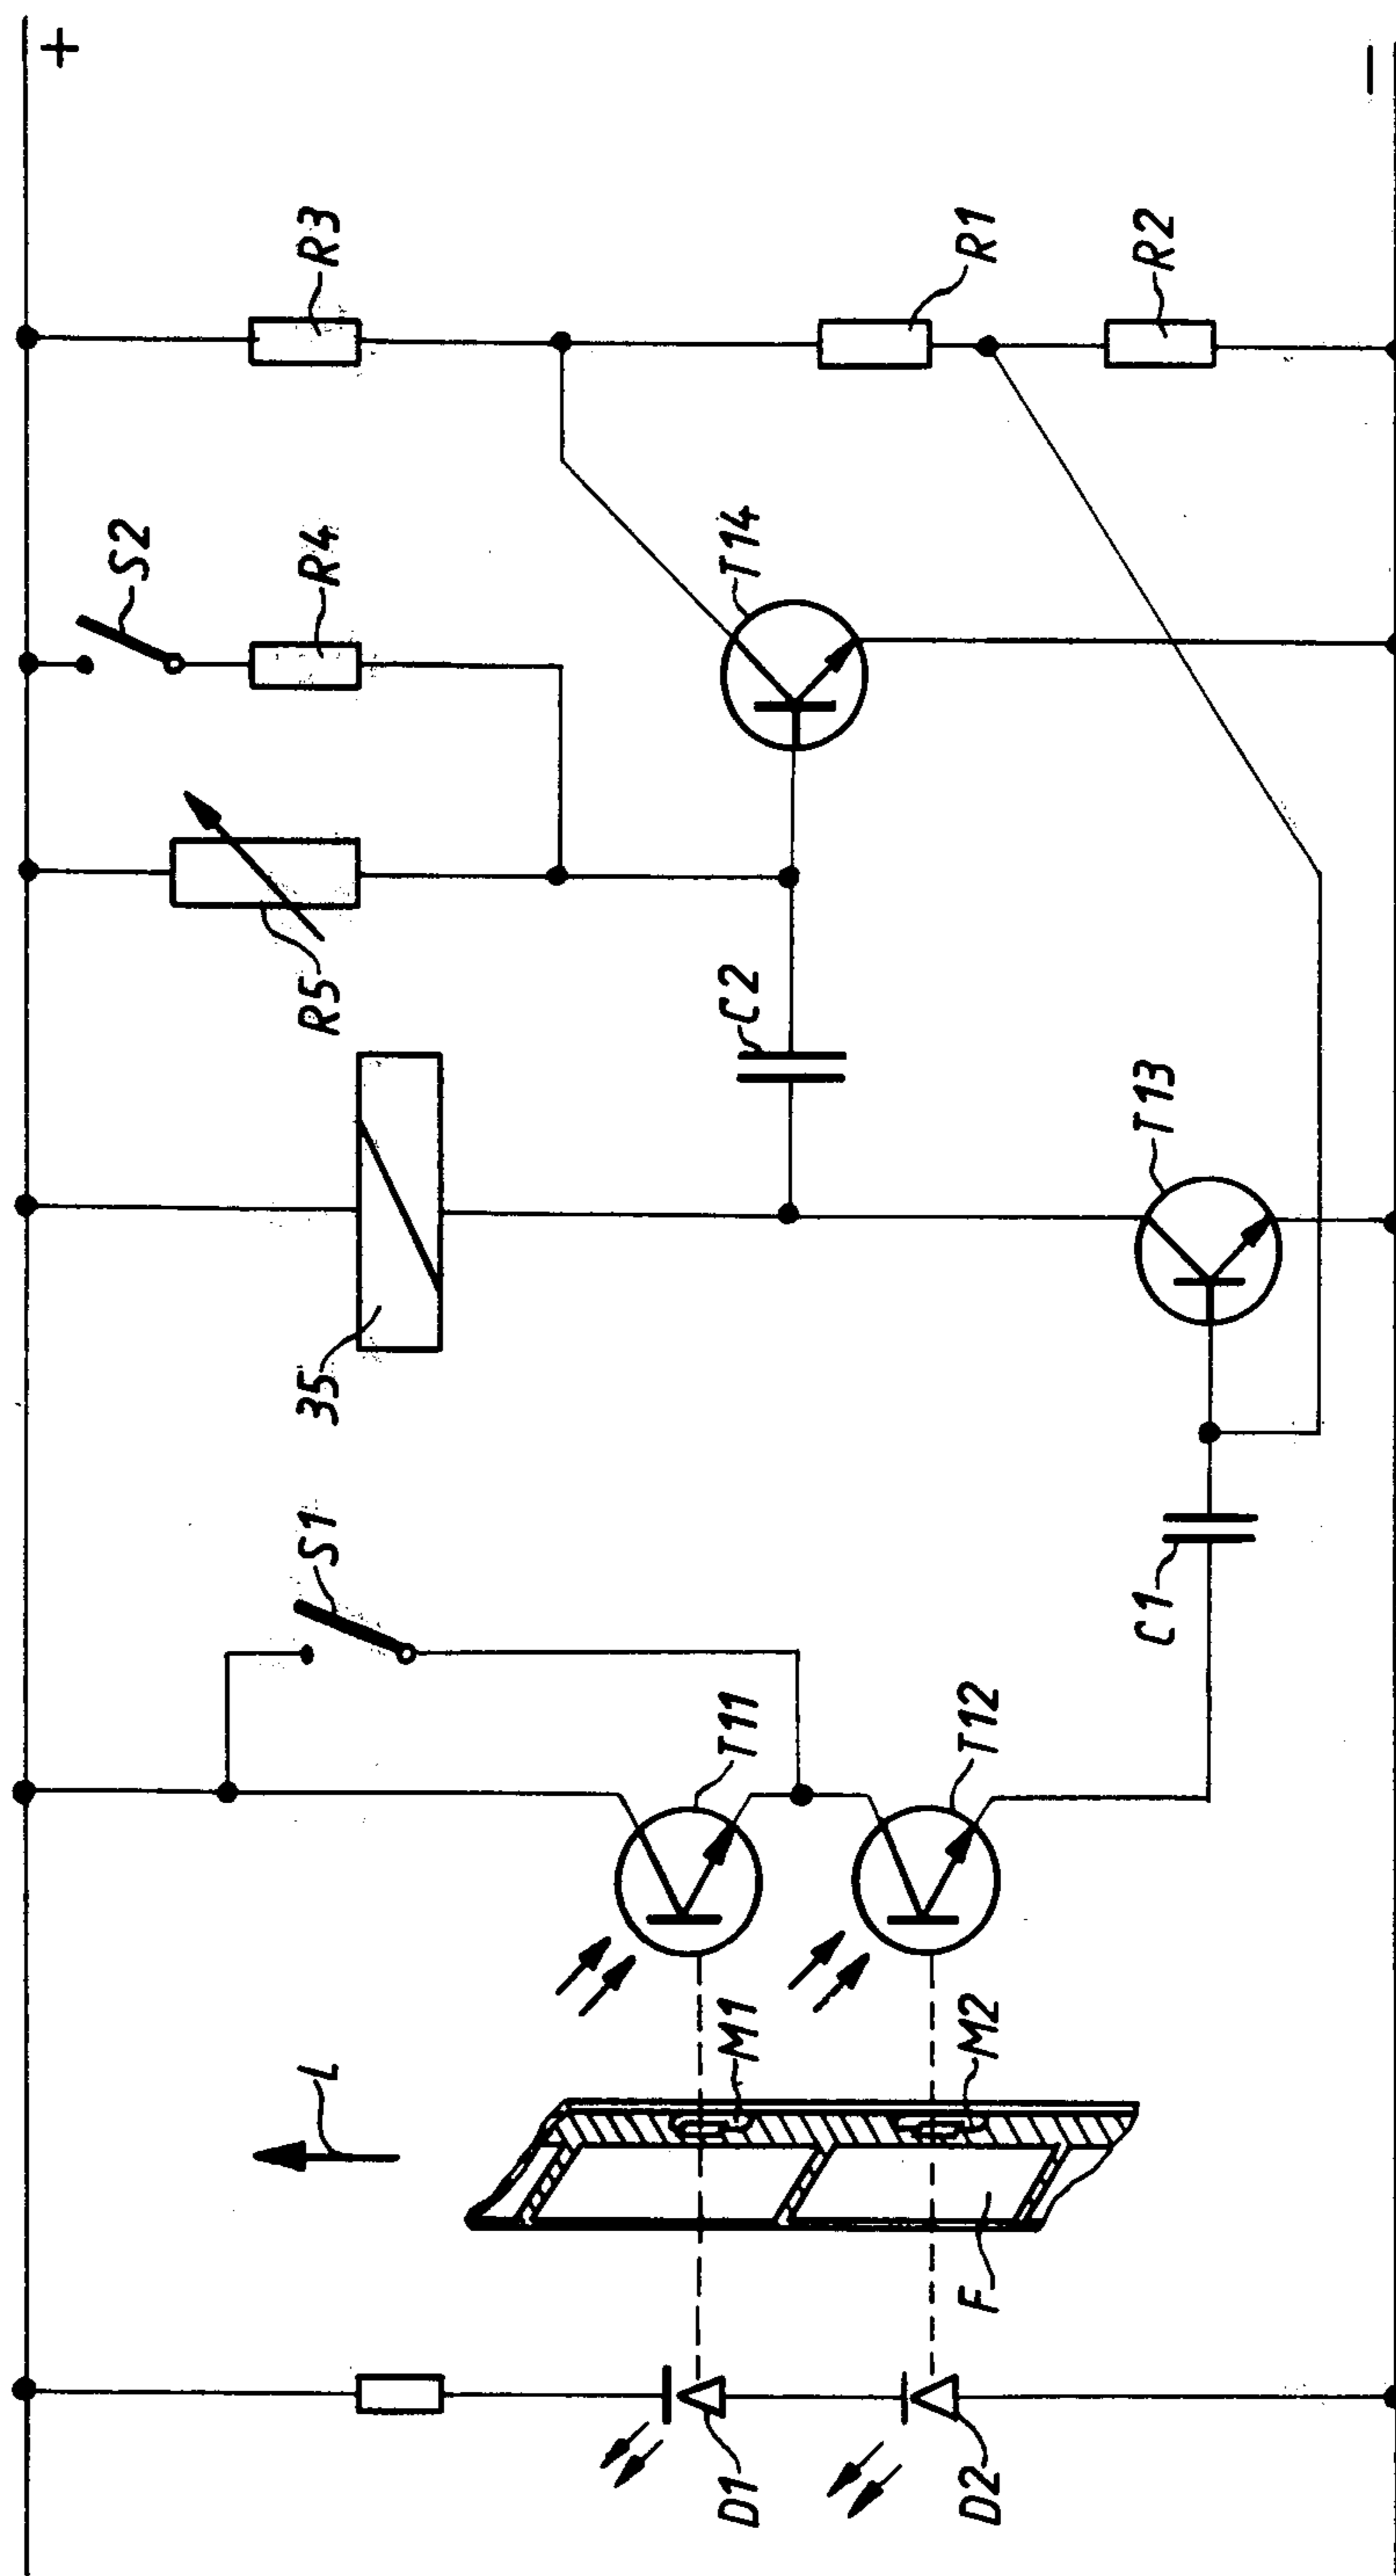 +
R3
S2
R4
R5
35
S1
T14
R1
R2
C2
T13
C1
T11
T12
L
M1
M2
F
D1
D2
−